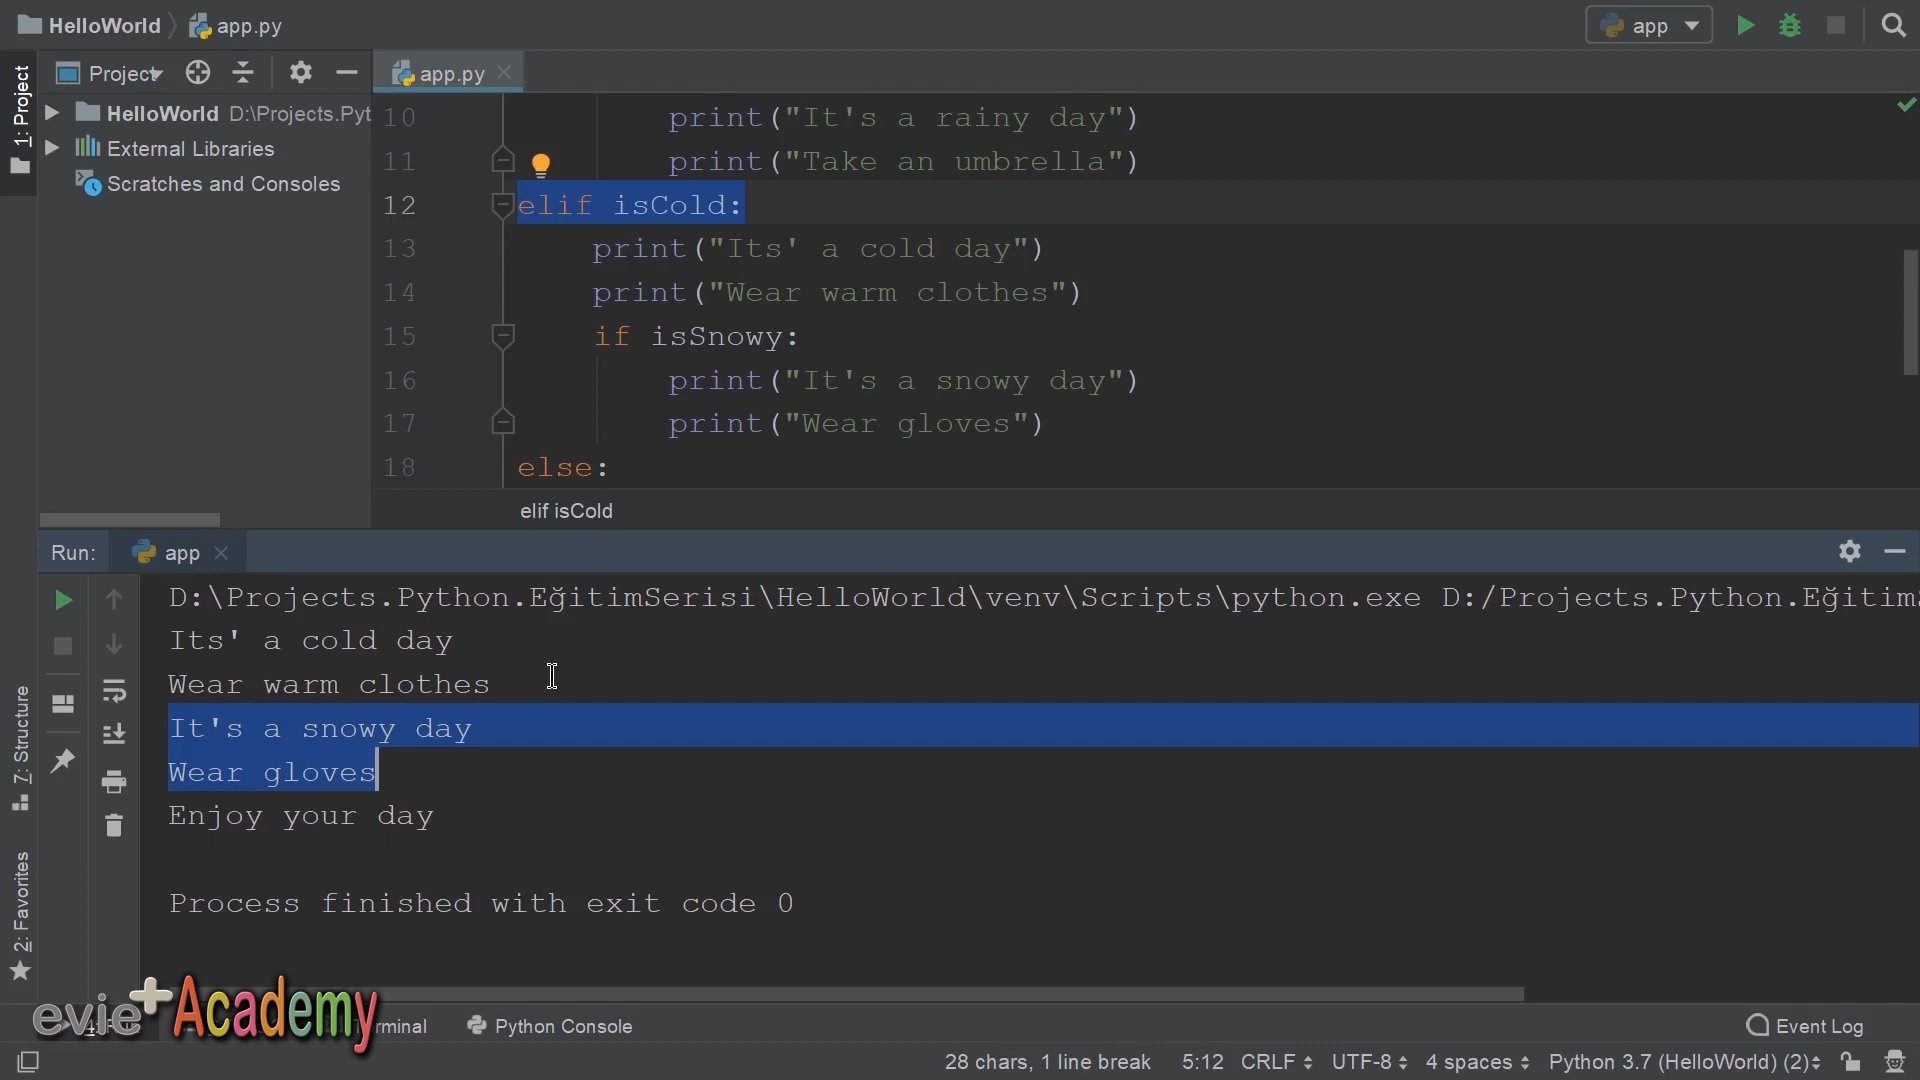 HelloWorld
app.py
app
1: Project
Project
app.py
HelloWorld D:\Projects.Pyt
External Libraries
Scratches and Consoles
10 print("It's a rainy day")
11 print("Take an umbrella")
12 elif isCold:
13 print("Its' a cold day")
14 print("Wear warm clothes")
15 if isSnowy:
16 print("It's a snowy day")
17 print("Wear gloves")
18 else:
elif isCold
Run: app
D:\Projects.Python.EğitimSerisi\HelloWorld\venv\Scripts\python.exe D:/Projects.Python.EğitimS
Its' a cold day
Wear warm clothes
It's a snowy day
Wear gloves
Enjoy your day
Process finished with exit code 0
7: Structure
2: Favorites
evie+Academy
rminal
Python Console
Event Log
28 chars, 1 line break 5:12 CRLF UTF-8 4 spaces Python 3.7 (HelloWorld) (2)